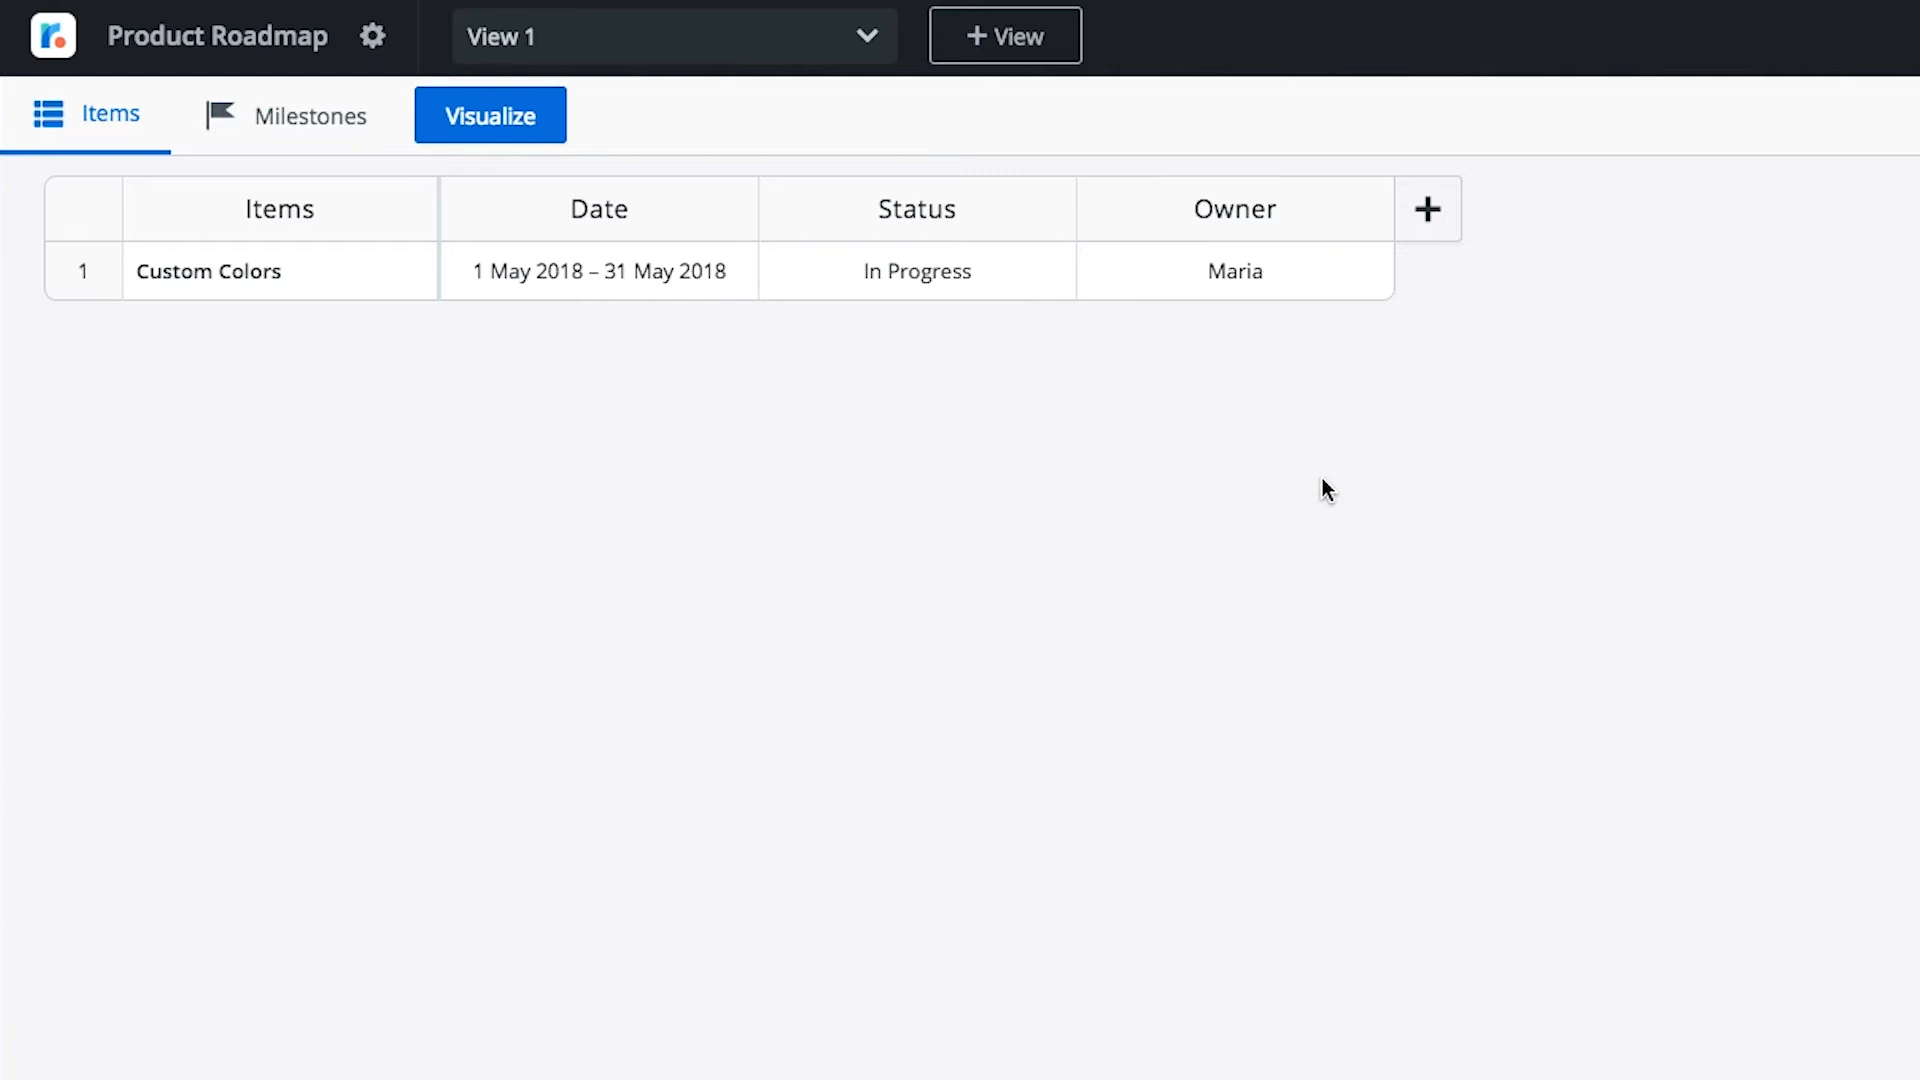 Product Roadmap
View 1
+ View
Items
Milestones
Visualize
Items Date Status Owner +
1 Custom Colors 1 May 2018 – 31 May 2018 In Progress Maria